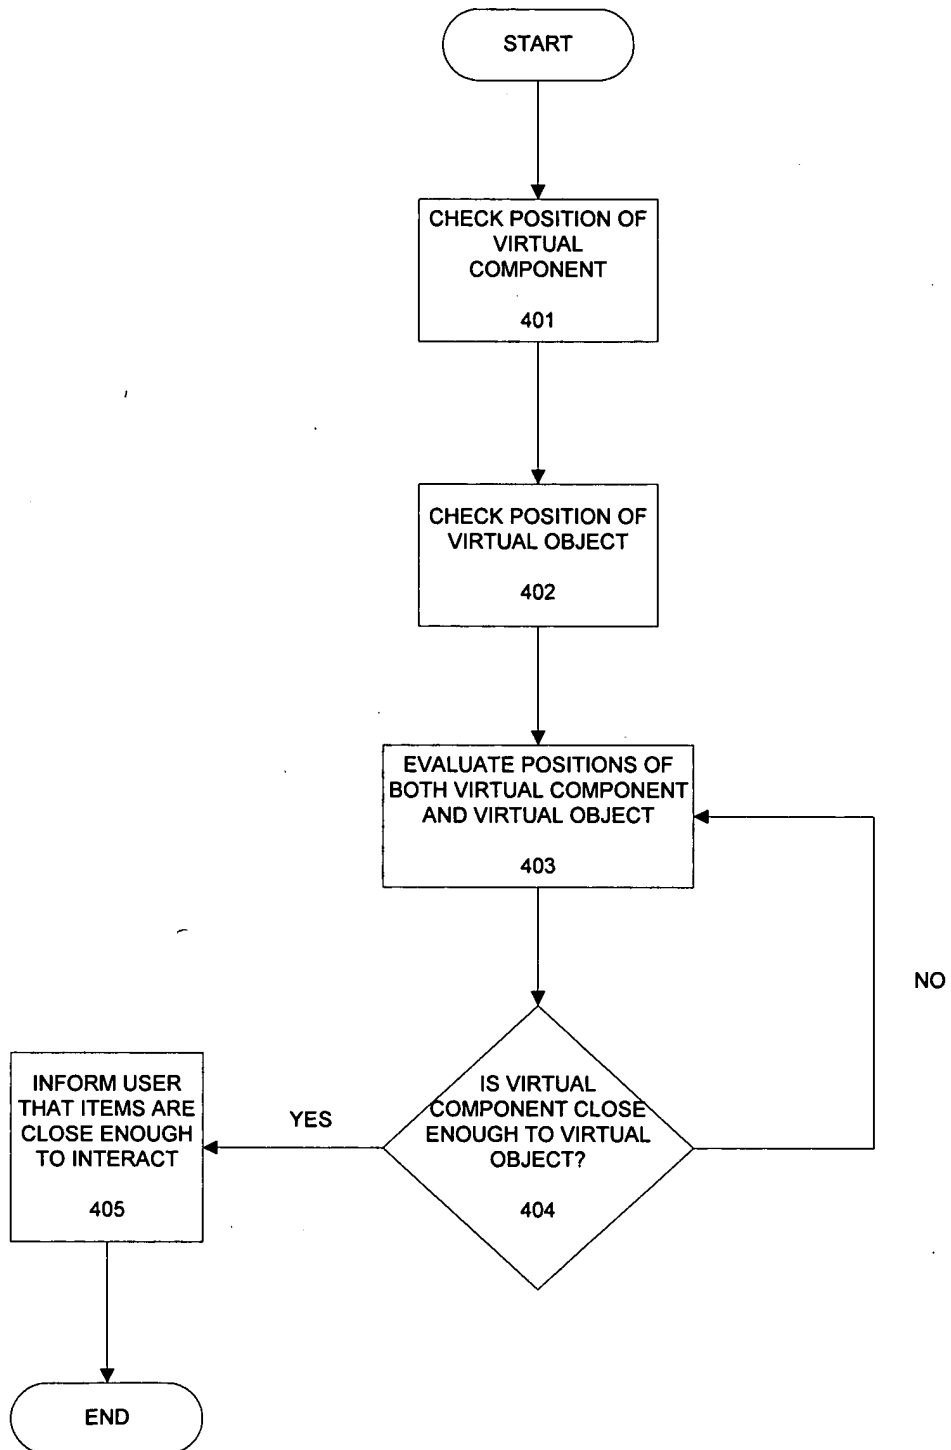 START
CHECK POSITION OF
VIRTUAL
COMPONENT
401
CHECK POSITION OF
VIRTUAL OBJECT
402
EVALUATE POSITIONS OF
BOTH VIRTUAL COMPONENT
AND VIRTUAL OBJECT
403
NO
IS VIRTUAL
COMPONENT CLOSE
ENOUGH TO VIRTUAL
OBJECT?
404
YES
INFORM USER
THAT ITEMS ARE
CLOSE ENOUGH
TO INTERACT
405
END